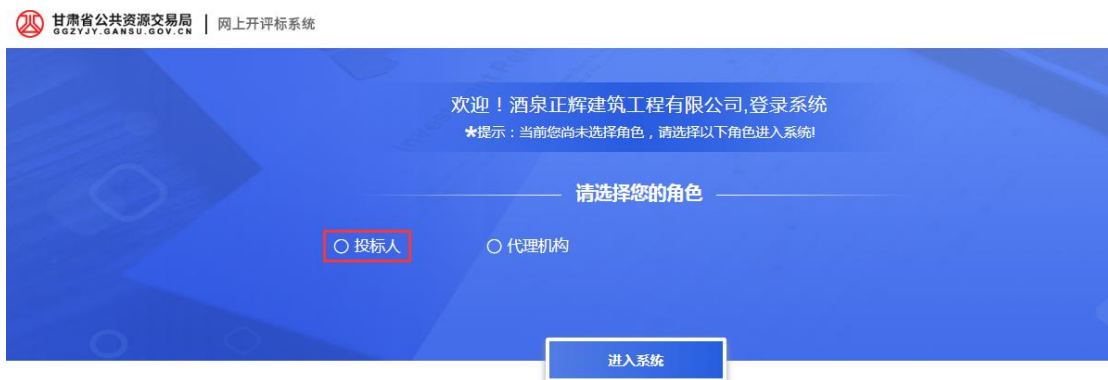 甘肃省公共资源交易局 | 网上开评标系统
GGZYJY.GANSU.GOV.CN
欢迎！酒泉正辉建筑工程有限公司,登录系统
*提示：当前您尚未选择角色，请选择以下角色进入系统!
请选择您的角色
投标人 代理机构
进入系统